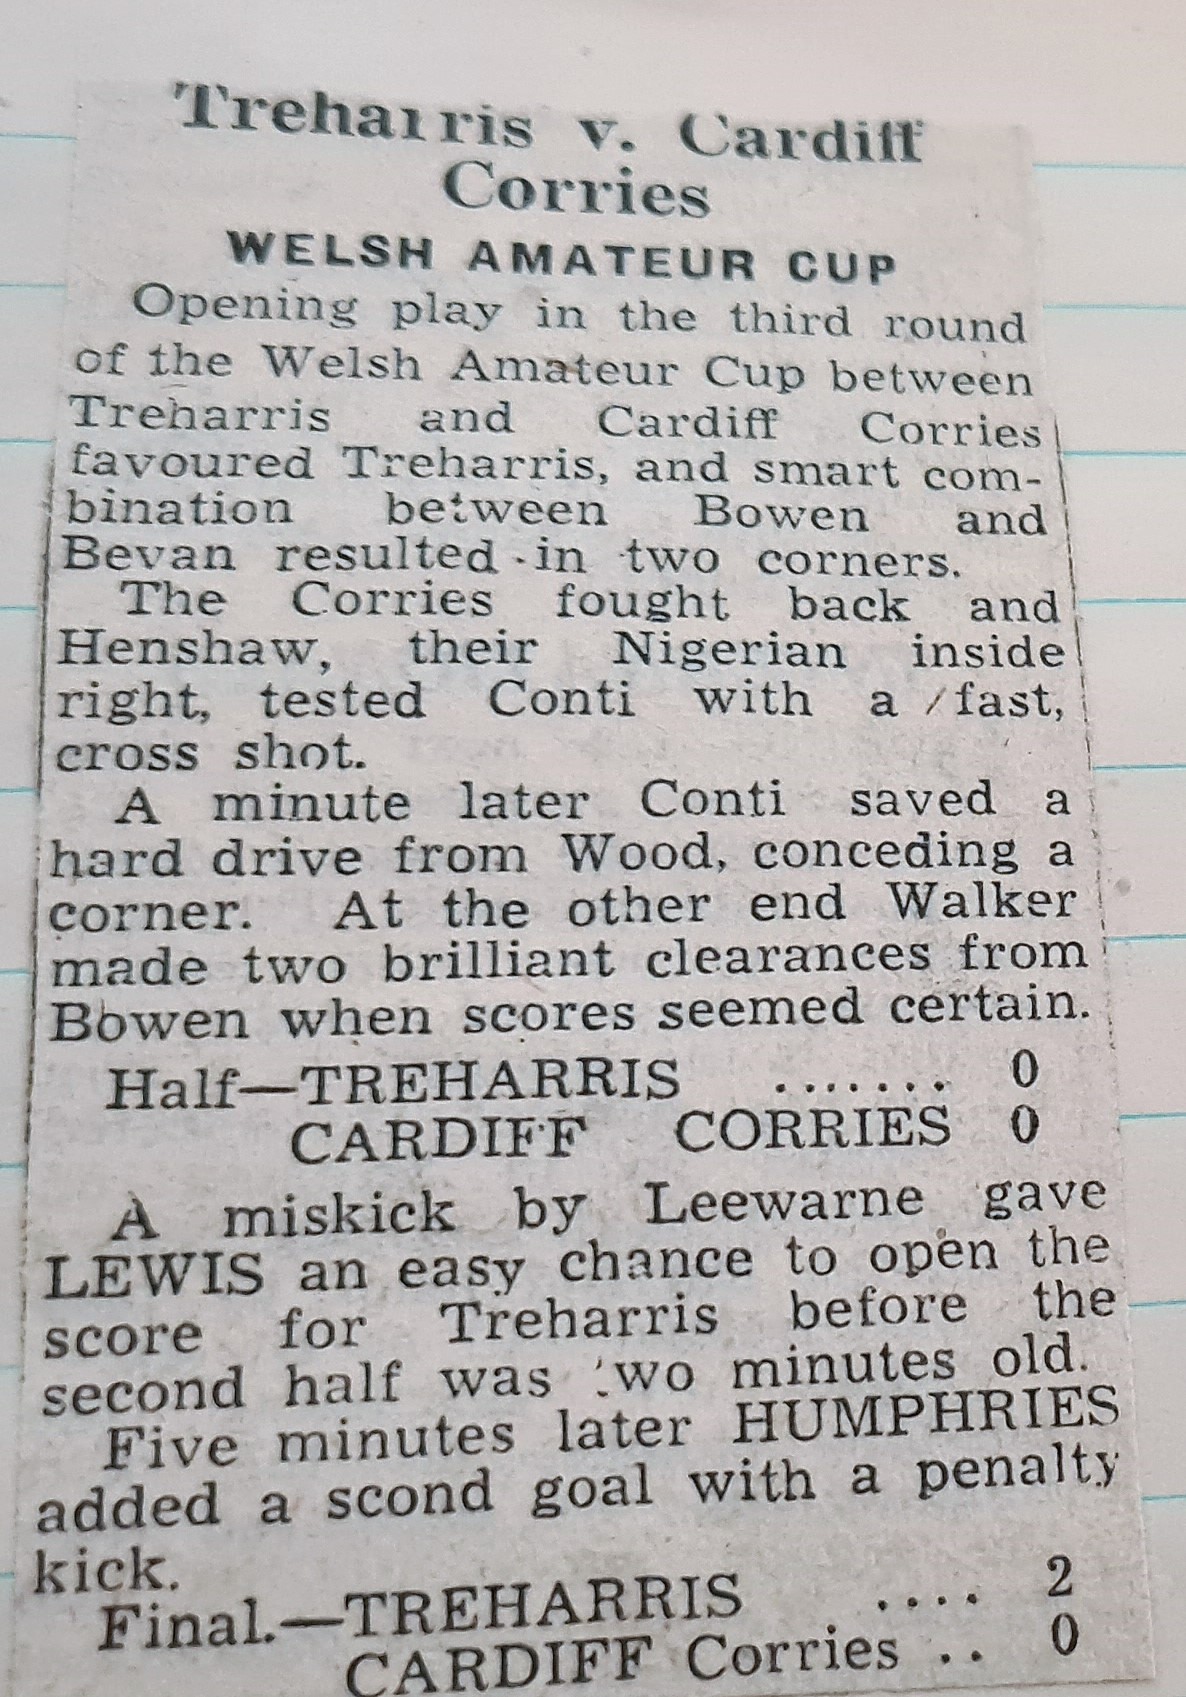 Treharris v. Cardiff
Corries
WELSH AMATEUR CUP
Opening play in the third round
of the Welsh Amateur Cup between
Treharris and Cardiff Corries
favoured Treharris, and smart com-
bination between Bowen and
Bevan resulted in two corners.
The Corries fought back and
Henshaw, their Nigerian inside
right, tested Conti with a fast,
cross shot.
A minute later Conti saved a
hard drive from Wood, conceding a
corner. At the other end Walker
made two brilliant clearances from
Bowen when scores seemed certain.
Half—TREHARRIS ....... 0
CARDIFF CORRIES 0
A miskick by Leewarne gave
LEWIS an easy chance to open the
score for Treharris before the
second half was two minutes old.
Five minutes later HUMPHRIES
added a scond goal with a penalty
kick.
Final.—TREHARRIS .... 2
CARDIFF Corries .. 0